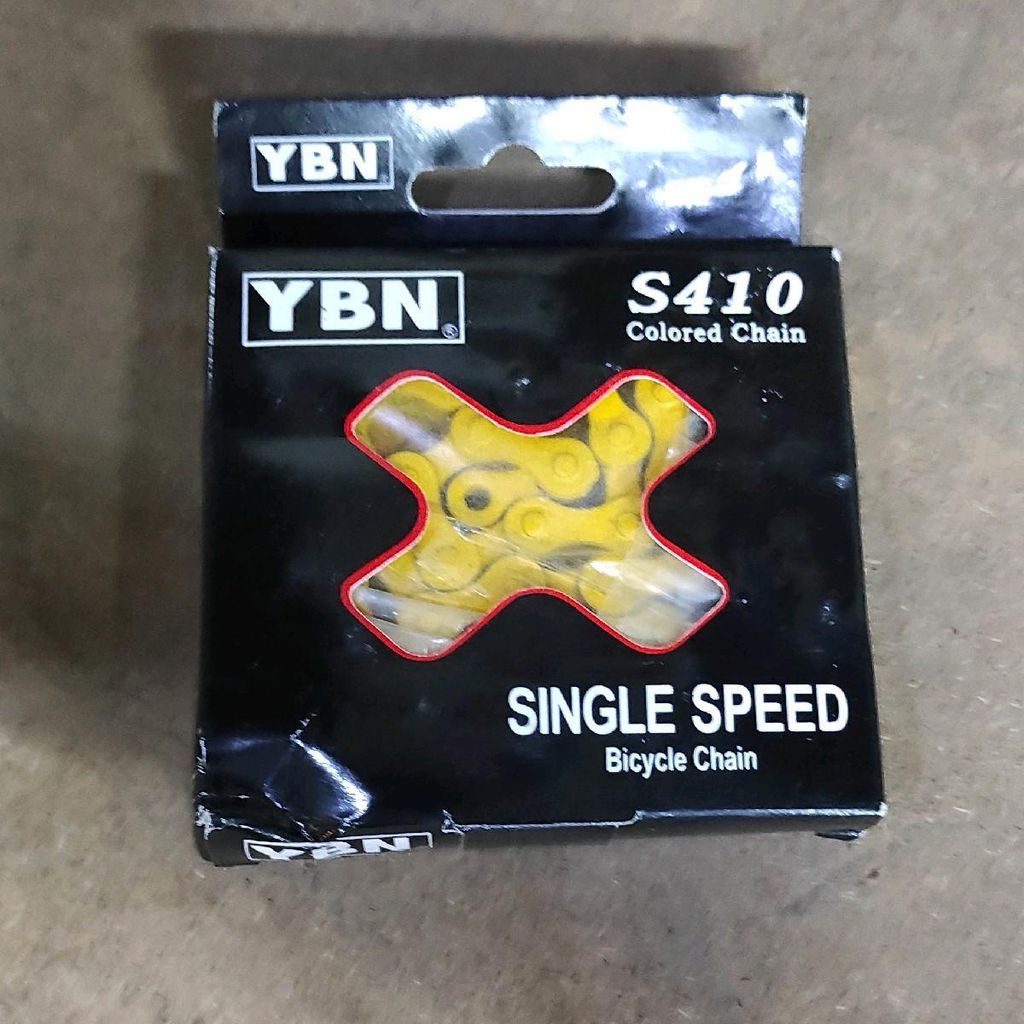 YBN
YBN®
S410
Colored Chain
SINGLE SPEED
Bicycle Chain
YBN